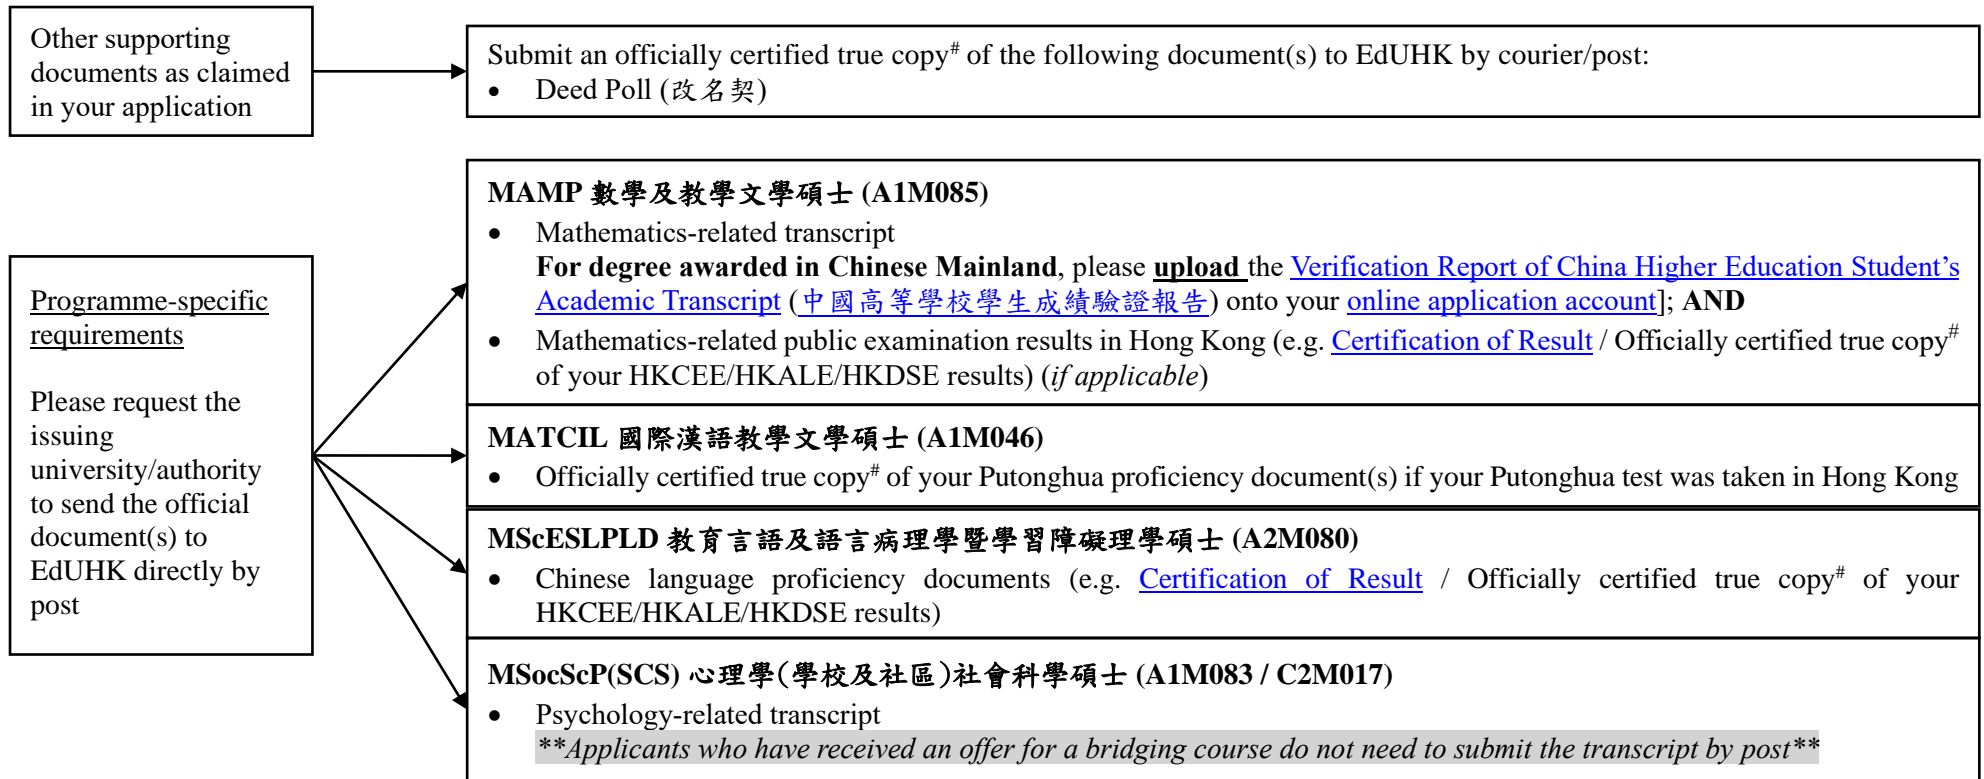 Other supporting
documents as claimed
in your application
Submit an officially certified true copy# of the following document(s) to EdUHK by courier/post:
• Deed Poll (改名契)
Programme-specific
requirements
Please request the
issuing
university/authority
to send the official
document(s) to
EdUHK directly by
post
MAMP 數學及教學文學碩士 (A1M085)
• Mathematics-related transcript
For degree awarded in Chinese Mainland, please upload the Verification Report of China Higher Education Student’s
Academic Transcript (中國高等學校學生成績驗證報告) onto your online application account]; AND
• Mathematics-related public examination results in Hong Kong (e.g. Certification of Result / Officially certified true copy#
of your HKCEE/HKALE/HKDSE results) (if applicable)
MATCIL 國際漢語教學文學碩士 (A1M046)
• Officially certified true copy# of your Putonghua proficiency document(s) if your Putonghua test was taken in Hong Kong
MScESLPLD 教育言語及語言病理學暨學習障礙理學碩士 (A2M080)
• Chinese language proficiency documents (e.g. Certification of Result / Officially certified true copy# of your
HKCEE/HKALE/HKDSE results)
MSocScP(SCS) 心理學(學校及社區)社會科學碩士 (A1M083 / C2M017)
• Psychology-related transcript
**Applicants who have received an offer for a bridging course do not need to submit the transcript by post**